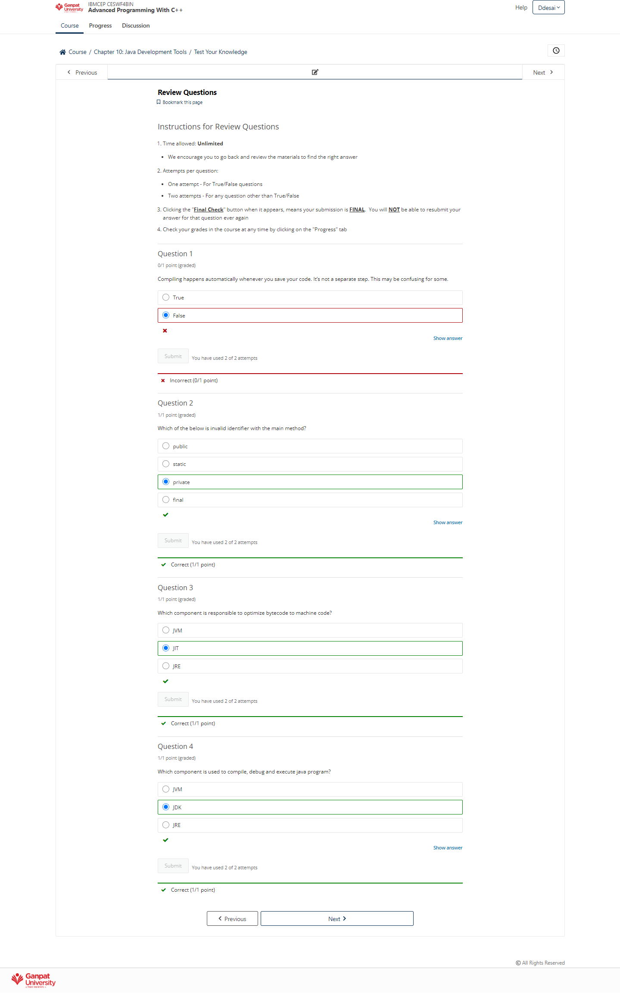 Ganpat
University
IBMCEP CESWF4BIN
Advanced Programming With C++
Help
Ddesai
Course
Progress
Discussion
Course / Chapter 10: Java Development Tools / Test Your Knowledge
Previous
Next
Review Questions
Bookmark this page
Instructions for Review Questions
1. Time allowed: Unlimited
• We encourage you to go back and review the materials to find the right answer
2. Attempts per question:
• One attempt - For True/False questions
• Two attempts - For any question other than True/False
3. Clicking the "Final Check" button when it appears, means your submission is FINAL. You will NOT be able to resubmit your
answer for that question ever again
4. Check your grades in the course at any time by clicking on the "Progress" tab
Question 1
0/1 point (graded)
Compiling happens automatically whenever you save your code. It’s not a separate step. This may be confusing for some.
True
False
Show answer
Submit
You have used 2 of 2 attempts
Incorrect (0/1 point)
Question 2
1/1 point (graded)
Which of the below is invalid identifier with the main method?
public
static
private
final
Show answer
Submit
You have used 2 of 2 attempts
Correct (1/1 point)
Question 3
1/1 point (graded)
Which component is responsible to optimize bytecode to machine code?
JVM
JIT
JRE
Submit
You have used 2 of 2 attempts
Correct (1/1 point)
Question 4
1/1 point (graded)
Which component is used to compile, debug and execute java program?
JVM
JDK
JRE
Show answer
Submit
You have used 2 of 2 attempts
Correct (1/1 point)
Previous
Next
© All Rights Reserved
Ganpat
University